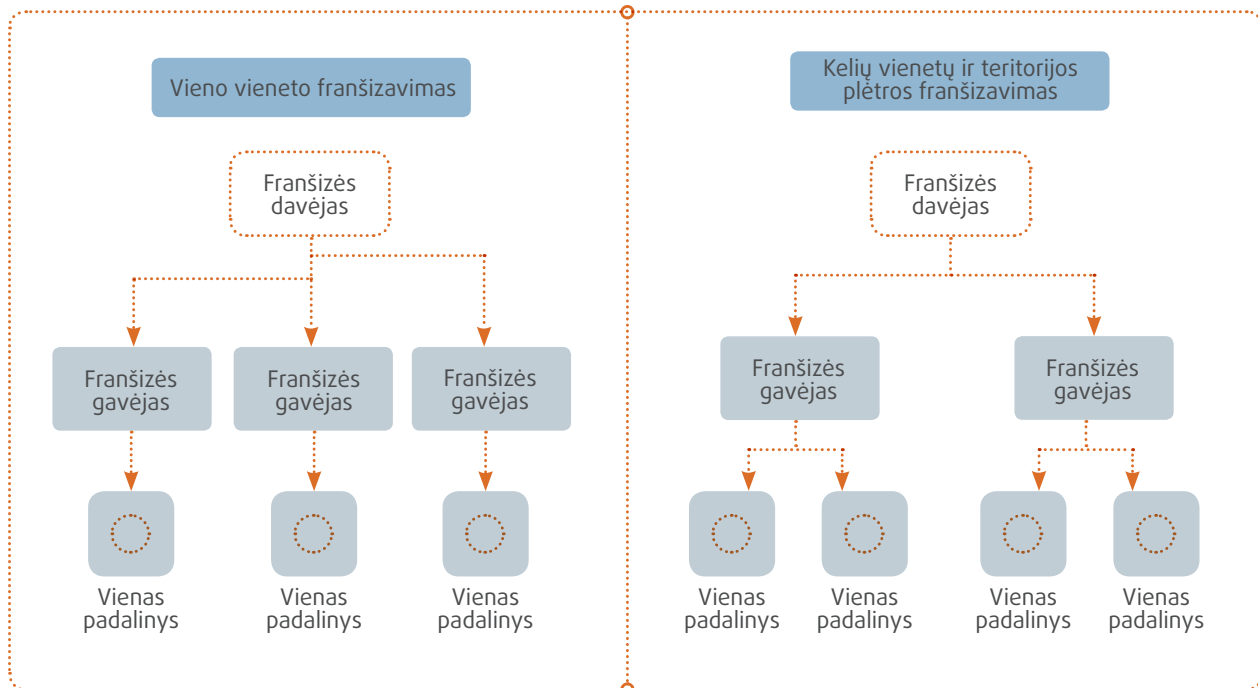 Vieno vieneto franšizavimas
Franšizės
davėjas
Franšizės
gavėjas
Franšizės
gavėjas
Franšizės
gavėjas
Vienas
padalinys
Vienas
padalinys
Vienas
padalinys
Kelių vienetų ir teritorijos
plėtros franšizavimas
Franšizės
davėjas
Franšizės
gavėjas
Franšizės
gavėjas
Vienas
padalinys
Vienas
padalinys
Vienas
padalinys
Vienas
padalinys